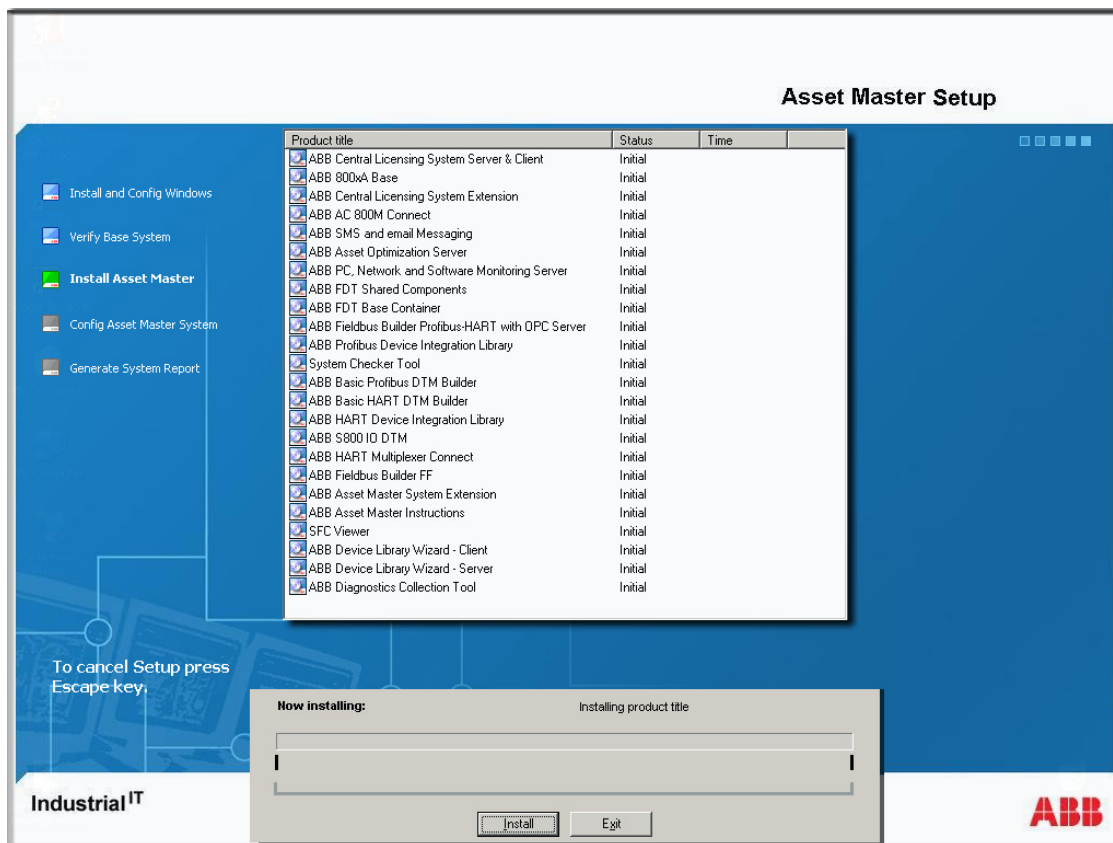 Asset Master Setup
Install and Config Windows
Verify Base System
Install Asset Master
Config Asset Master System
Generate System Report
To cancel Setup press
Escape key.
Product title Status Time
ABB Central Licensing System Server & Client Initial
ABB 800xA Base Initial
ABB Central Licensing System Extension Initial
ABB AC 800M Connect Initial
ABB SMS and email Messaging Initial
ABB Asset Optimization Server Initial
ABB PC, Network and Software Monitoring Server Initial
ABB FDT Shared Components Initial
ABB FDT Base Container Initial
ABB Fieldbus Builder Profibus-HART with OPC Server Initial
ABB Profibus Device Integration Library Initial
System Checker Tool Initial
ABB Basic Profibus DTM Builder Initial
ABB Basic HART DTM Builder Initial
ABB HART Device Integration Library Initial
ABB S800 IO DTM Initial
ABB HART Multiplexer Connect Initial
ABB Fieldbus Builder FF Initial
ABB Asset Master System Extension Initial
ABB Asset Master Instructions Initial
SFC Viewer Initial
ABB Device Library Wizard - Client Initial
ABB Device Library Wizard - Server Initial
ABB Diagnostics Collection Tool Initial
Now installing: Installing product title
Install Exit
Industrial IT
ABB